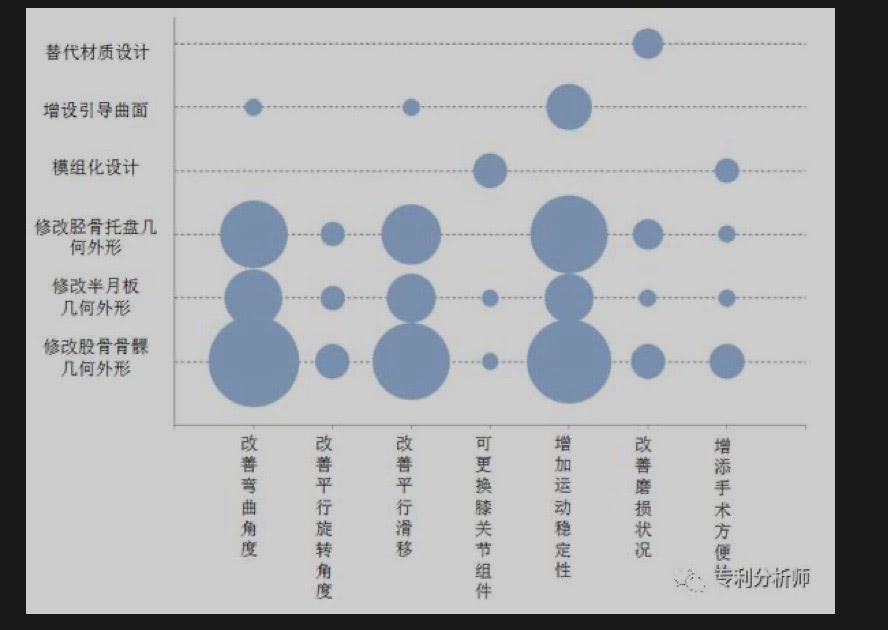 替代材质设计
增设引导曲面
模组化设计
修改胫骨托盘几
何外形
修改半月板
几何外形
修改股骨骨髁
几何外形
改善弯曲角度
改善平行旋转角度
改善平行滑移
可更换膝关节组件
增加运动稳定性
改善磨损状况
增添手术方便
专利分析师